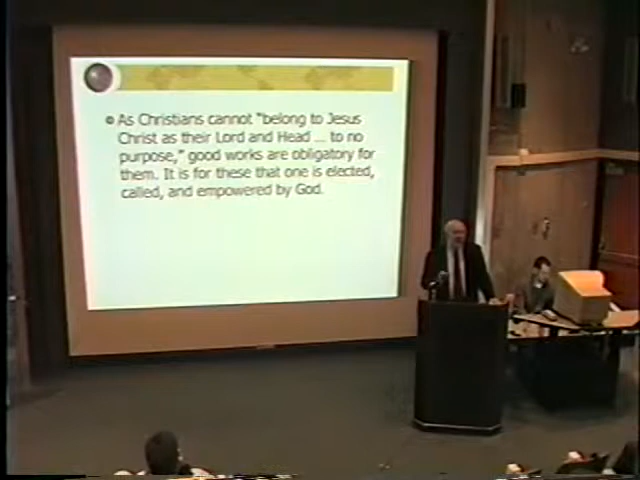 As Christians cannot "belong to Jesus
Christ as their Lord and Head ... to no
purpose," good works are obligatory for
them. It is for these that one is elected,
called, and empowered by God.